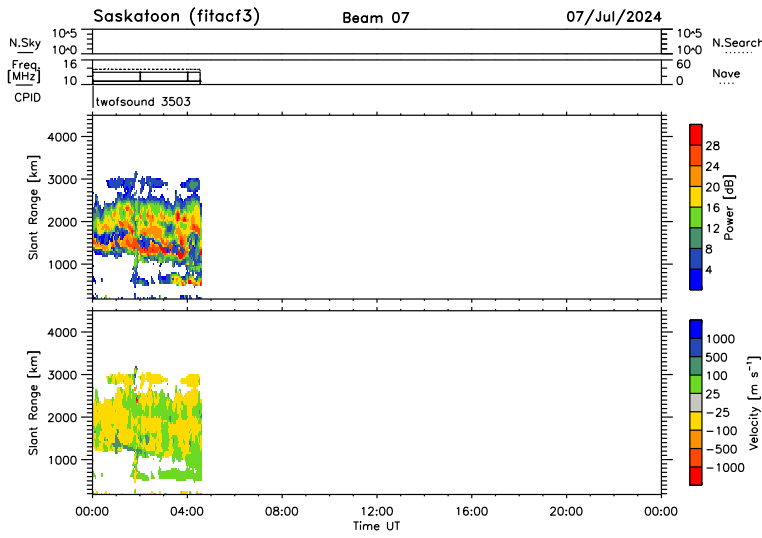 Saskatoon (fitacf3) Beam 07 07/Jul/2024
N.Sky 10^5 10^0 10^5 10^0 N.Search
Freq. [MHz] 16 10 60 0 Nave
CPID twofsound 3503
Slant Range [km] 4000 3000 2000 1000
Power [dB] 28 24 20 16 12 8 4
Slant Range [km] 4000 3000 2000 1000
Velocity [m s⁻¹] 1000 500 100 25 -25 -100 -500 -1000
00:00 04:00 08:00 12:00 16:00 20:00 00:00
Time UT